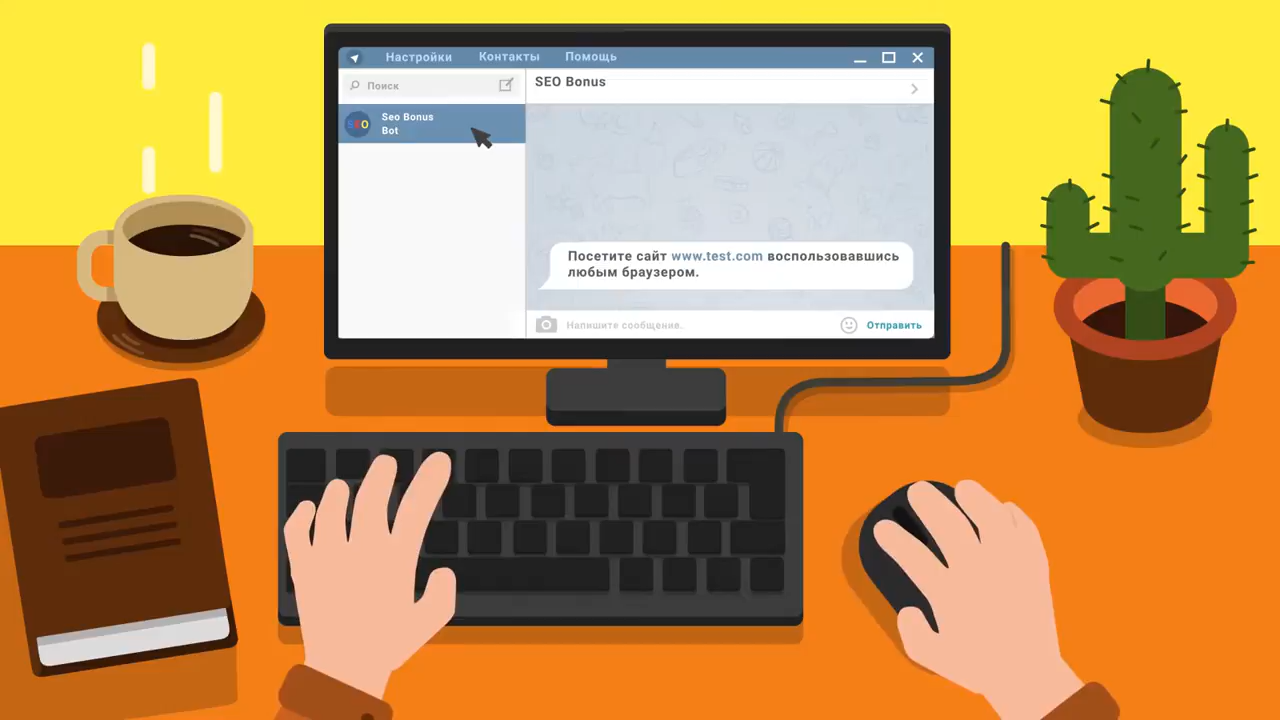 Настройки Контакты Помощь
Поиск
SEO Bonus
SEO
Seo Bonus
Bot
Посетите сайт www.test.com воспользовавшись
любым браузером.
Напишите сообщение.
Отправить